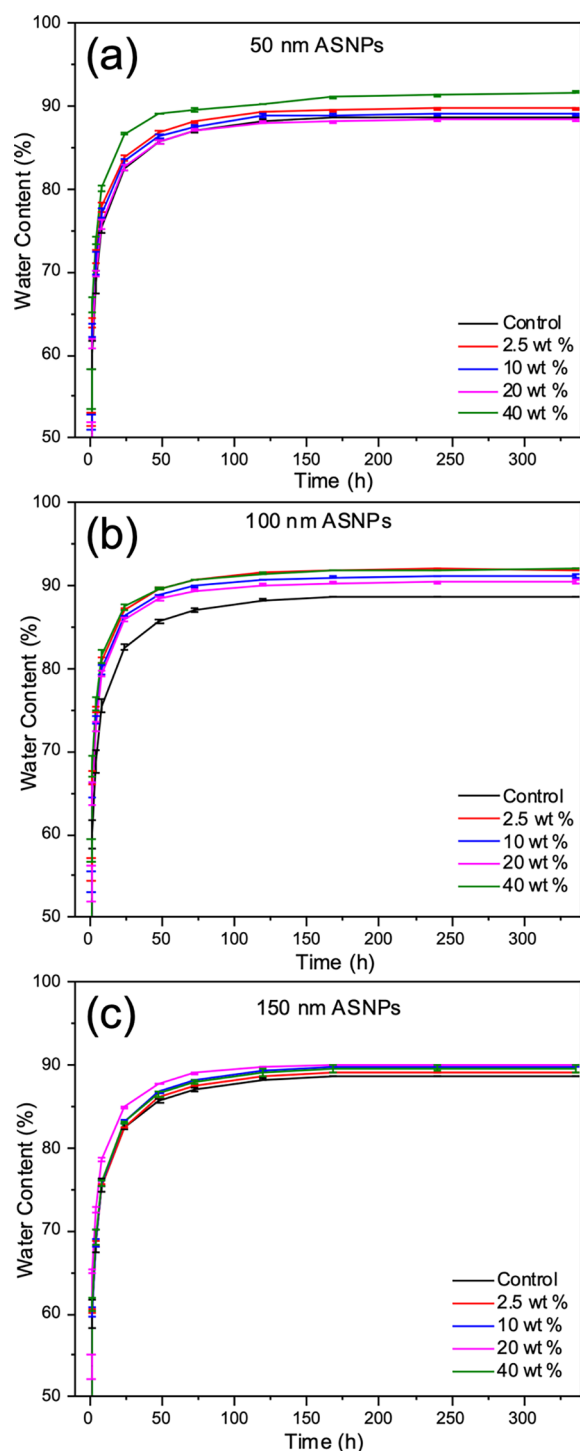 (a)
50 nm ASNPs
100
90
80
70
60
50
Water Content (%)
Control
2.5 wt %
10 wt %
20 wt %
40 wt %
0 50 100 150 200 250 300
Time (h)
(b)
100 nm ASNPs
100
90
80
70
60
50
Water Content (%)
Control
2.5 wt %
10 wt %
20 wt %
40 wt %
0 50 100 150 200 250 300
Time (h)
(c)
150 nm ASNPs
100
90
80
70
60
50
Water Content (%)
Control
2.5 wt %
10 wt %
20 wt %
40 wt %
0 50 100 150 200 250 300
Time (h)